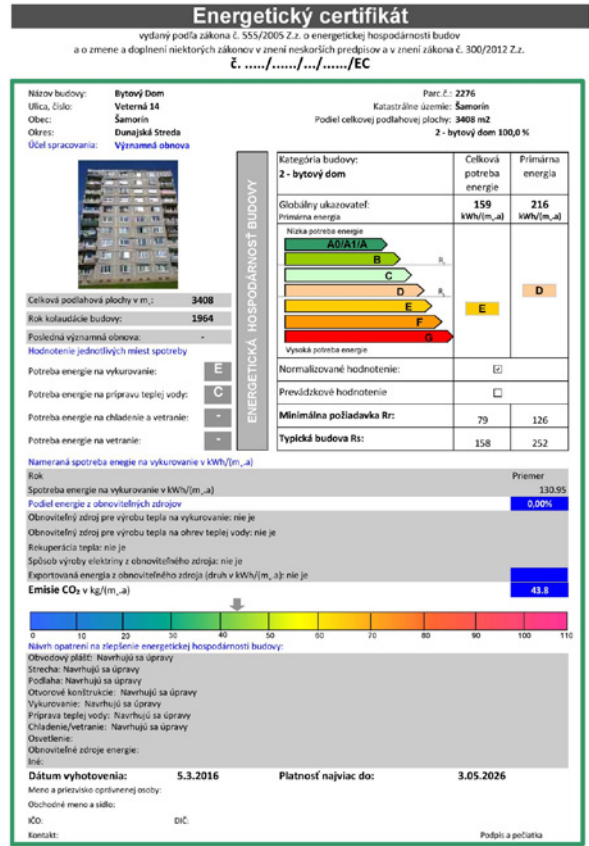 Energetický certifikát
vydaný podľa zákona č. 555/2005 Z.z. o energetickej hospodárnosti budov
a o zmene a doplnení niektorých zákonov v znení neskorších predpisov a v znení zákona č. 300/2012 Z.z.
č. ...../....../.../....../EC
Názov budovy: Bytový Dom
Parc.č.: 2276
Ulica, číslo: Veterná 14
Katastrálne územie: Šamorín
Obec: Šamorín
Podiel celkovej podlahovej plochy: 3408 m2
Okres: Dunajská Streda
2 - bytový dom 100,0 %
Účel spracovania: Významná obnova
Celková podlahová plochy v m²: 3408
Rok kolaudácie budovy: 1964
Posledná významná obnova: -
Hodnotenie jednotlivých miest spotreby
Potreba energie na vykurovanie: E
Potreba energie na prípravu teplej vody: C
Potreba energie na chladenie a vetranie: -
Potreba energie na vetranie: -
ENERGETICKÁ HOSPODÁRNOSŤ BUDOVY
Kategória budovy:
2 - bytový dom
Celková potreba energie
Primárna energia
Globálny ukazovateľ:
Primárna energia
159 kWh/(m².a)
216 kWh/(m².a)
Nízka potreba energie
A0/A1/A
B
C
D
E
F
G
Vysoká potreba energie
E
D
Normalizované hodnotenie:
Prevádzkové hodnotenie
Minimálna požiadavka Rr: 79 126
Typická budova Rs: 158 252
Nameraná spotreba enegie na vykurovanie v kWh/(m².a)
Rok Priemer
Spotreba energie na vykurovanie v kWh/(m².a) 130.95
Podiel energie z obnoviteľných zdrojov 0,00%
Obnoviteľný zdroj pre výrobu tepla na vykurovanie: nie je
Obnoviteľný zdroj pre výrobu tepla na ohrev teplej vody: nie je
Rekuperácia tepla: nie je
Spôsob výroby elektriny z obnoviteľného zdroja: nie je
Exportovaná energia z obnoviteľného zdroja (druh v kWh/(m².a): nie je
Emisie CO₂ v kg/(m².a) 43.8
0 10 20 30 40 50 60 70 80 90 100 110
Návrh opatrení na zlepšenie energetickej hospodárnosti budovy:
Obvodový plášť: Navrhujú sa úpravy
Strecha: Navrhujú sa úpravy
Podlaha: Navrhujú sa úpravy
Otvorové konštrukcie: Navrhujú sa úpravy
Vykurovanie: Navrhujú sa úpravy
Príprava teplej vody: Navrhujú sa úpravy
Chladenie/vetranie: Navrhujú sa úpravy
Osvetlenie:
Obnoviteľné zdroje energie:
Iné:
Dátum vyhotovenia: 5.3.2016 Platnosť najviac do: 3.05.2026
Meno a priezvisko oprávnenej osoby:
Obchodné meno a sídlo:
IČO: DIČ:
Kontakt: Podpis a pečiatka